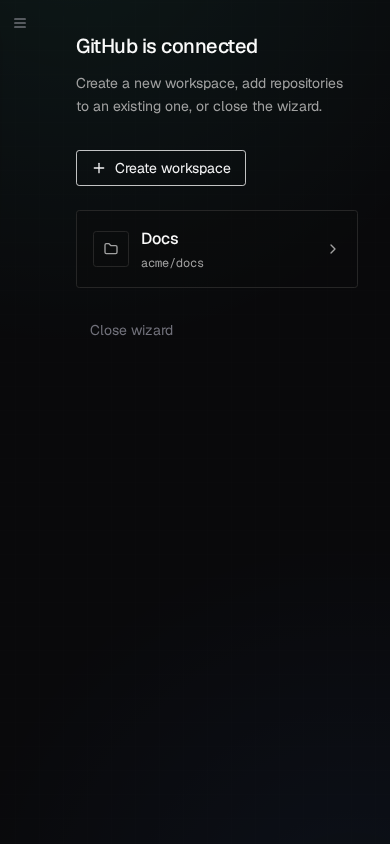 GitHub is connected
Create a new workspace, add repositories
to an existing one, or close the wizard.
Create workspace
Docs
acme/docs
Close wizard